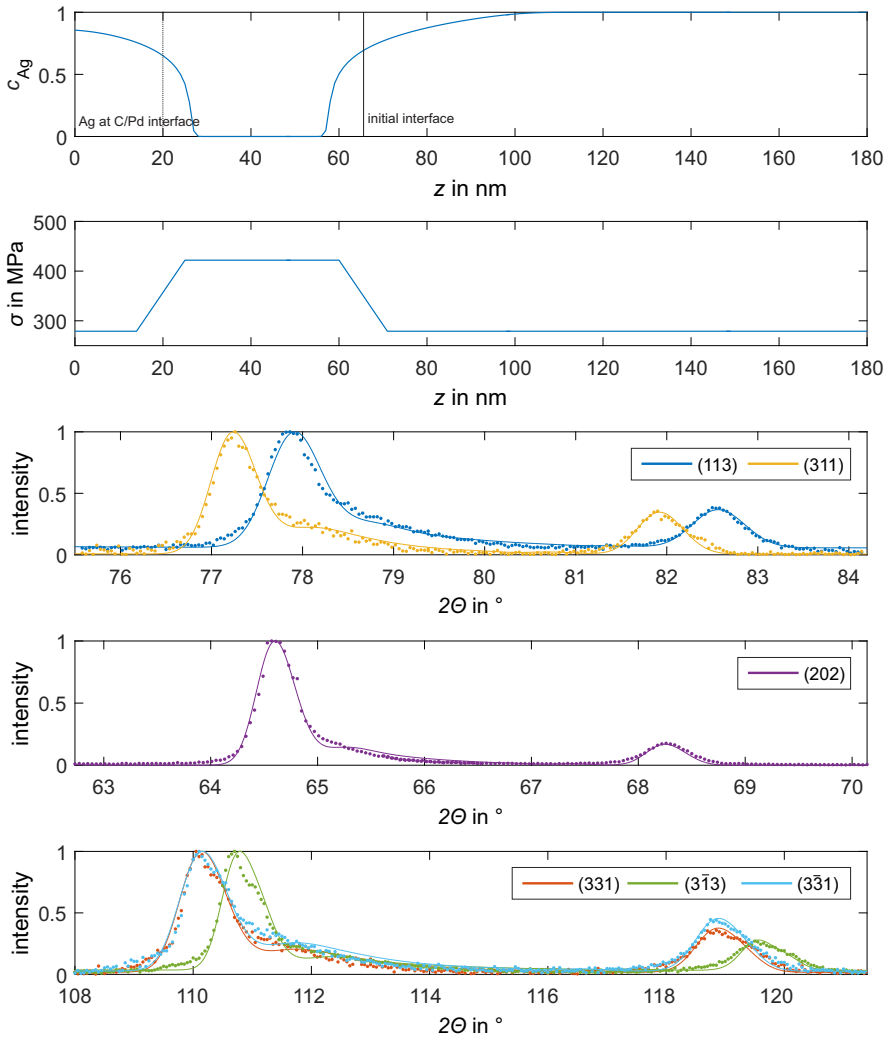 1
0.5
0
c_Ag
Ag at C/Pd interface
initial interface
0 20 40 60 80 100 120 140 160 180
z in nm
500
400
300
σ in MPa
0 20 40 60 80 100 120 140 160 180
z in nm
1
0.5
0
intensity
(113) (311)
76 77 78 79 80 81 82 83 84
2Θ in °
1
0.5
0
intensity
(202)
63 64 65 66 67 68 69 70
2Θ in °
1
0.5
0
intensity
(331) (31̄3) (33̄1)
108 110 112 114 116 118 120
2Θ in °